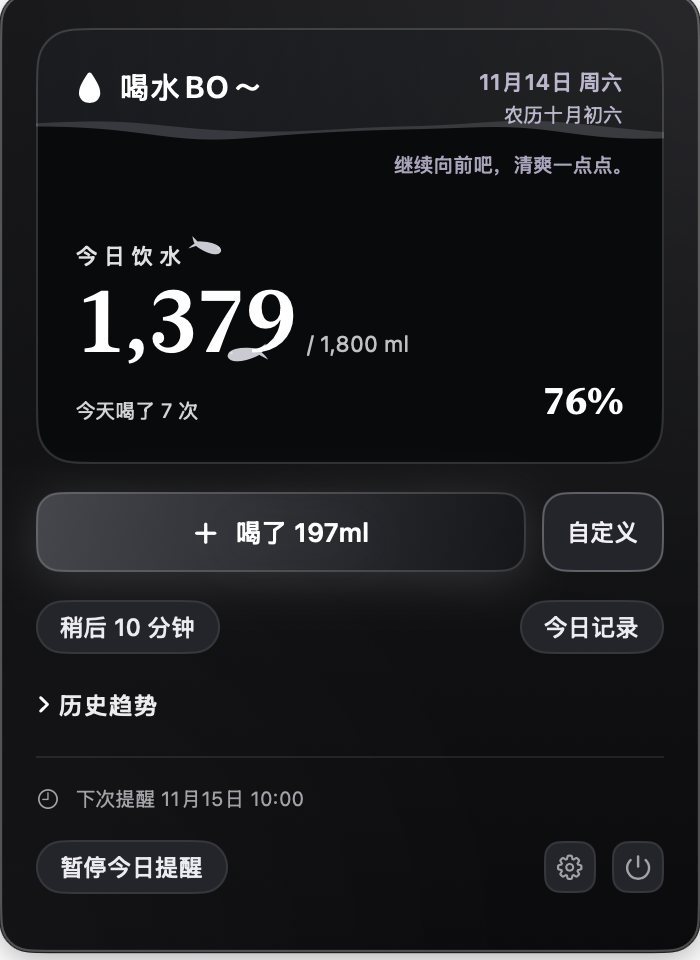 喝水BO～
11月14日 周六
农历十月初六
继续向前吧，清爽一点点。
今日饮水
1,379 / 1,800 ml
今天喝了 7 次
76%
喝了 197ml
自定义
稍后 10 分钟
今日记录
历史趋势
下次提醒 11月15日 10:00
暂停今日提醒